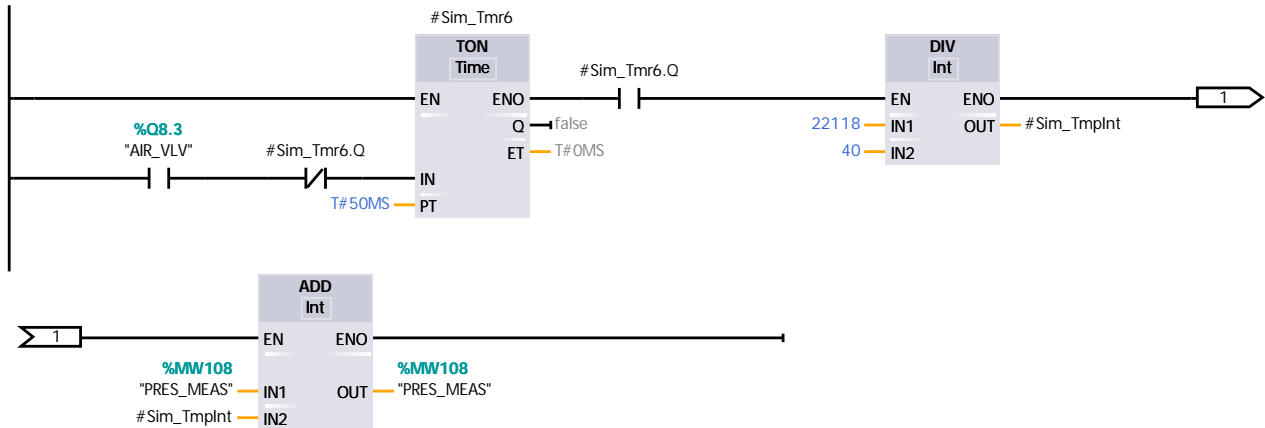 #Sim_Tmr6
TON
Time
#Sim_Tmr6.Q
DIV
Int
EN ENO
EN ENO
1
%Q8.3
"AIR_VLV"
#Sim_Tmr6.Q
Q false
22118 IN1 OUT #Sim_TmpInt
ET T#0MS
40 IN2
IN
T#50MS PT
ADD
Int
1
EN ENO
%MW108
"PRES_MEAS" IN1
%MW108
OUT "PRES_MEAS"
#Sim_TmpInt IN2